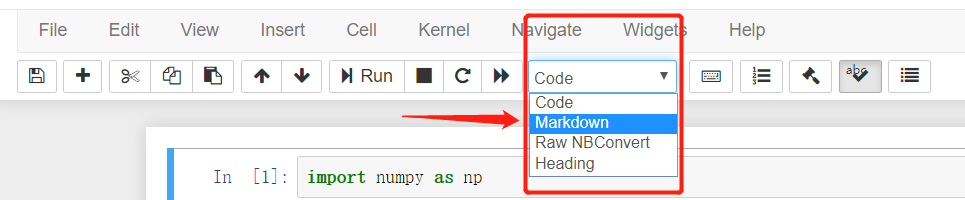 File Edit View Insert Cell Kernel Navigate Widgets Help
Run Code abc
Code
Markdown
Raw NBConvert
Heading
In [1]: import numpy as np